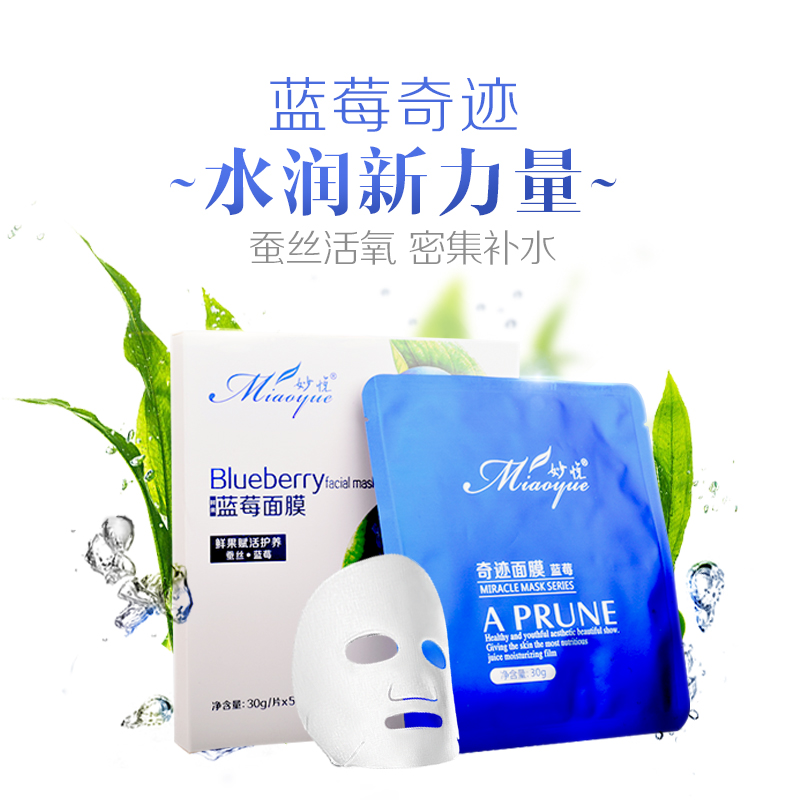 蓝莓奇迹
~水润新力量~
蚕丝活氧 密集补水
妙悦®
Miaoyue
Blueberry facial mask
蓝莓面膜
鲜果赋活护养
蚕丝●蓝莓
净含量:30g/片x5
妙悦®
Miaoyue
奇迹面膜 蓝莓
MIRACLE MASK SERIES
A PRUNE
Healthy and youthful aesthetic beautiful show.
Giving the skin the most nutritious
juice moisturizing film
净含量:30g